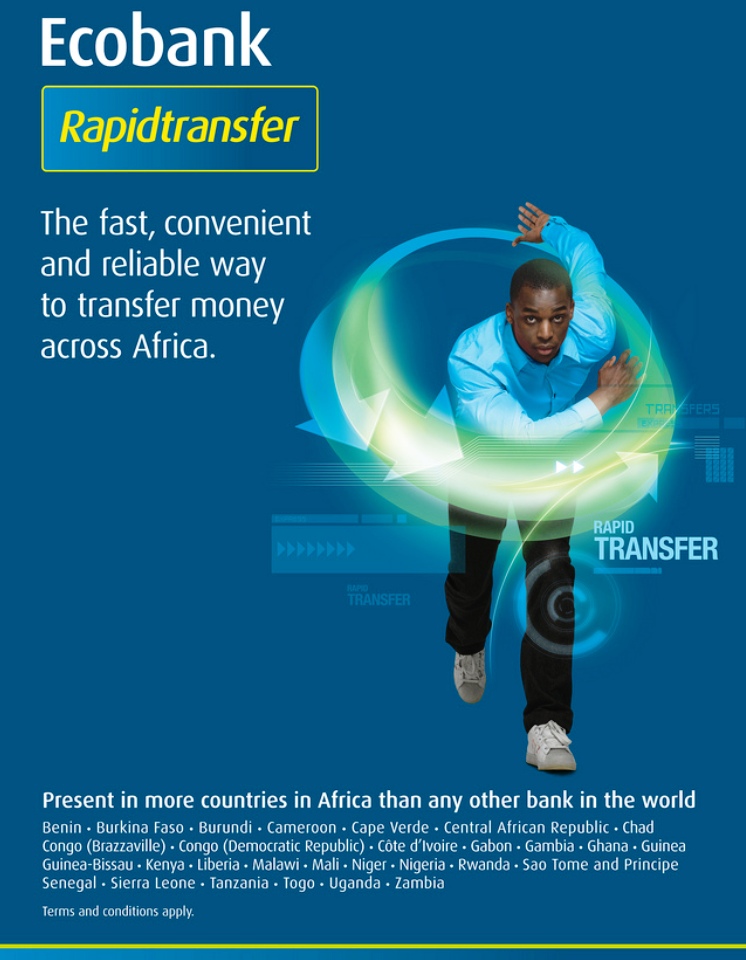 Ecobank
Rapidtransfer
The fast, convenient
and reliable way
to transfer money
across Africa.
TRANSFERS
RAPID
TRANSFER
RAPID
TRANSFER
Present in more countries in Africa than any other bank in the world
Benin • Burkina Faso • Burundi • Cameroon • Cape Verde • Central African Republic • Chad
Congo (Brazzaville) • Congo (Democratic Republic) • Côte d'Ivoire • Gabon • Gambia • Ghana • Guinea
Guinea-Bissau • Kenya • Liberia • Malawi • Mali • Niger • Nigeria • Rwanda • Sao Tome and Principe
Senegal • Sierra Leone • Tanzania • Togo • Uganda • Zambia
Terms and conditions apply.